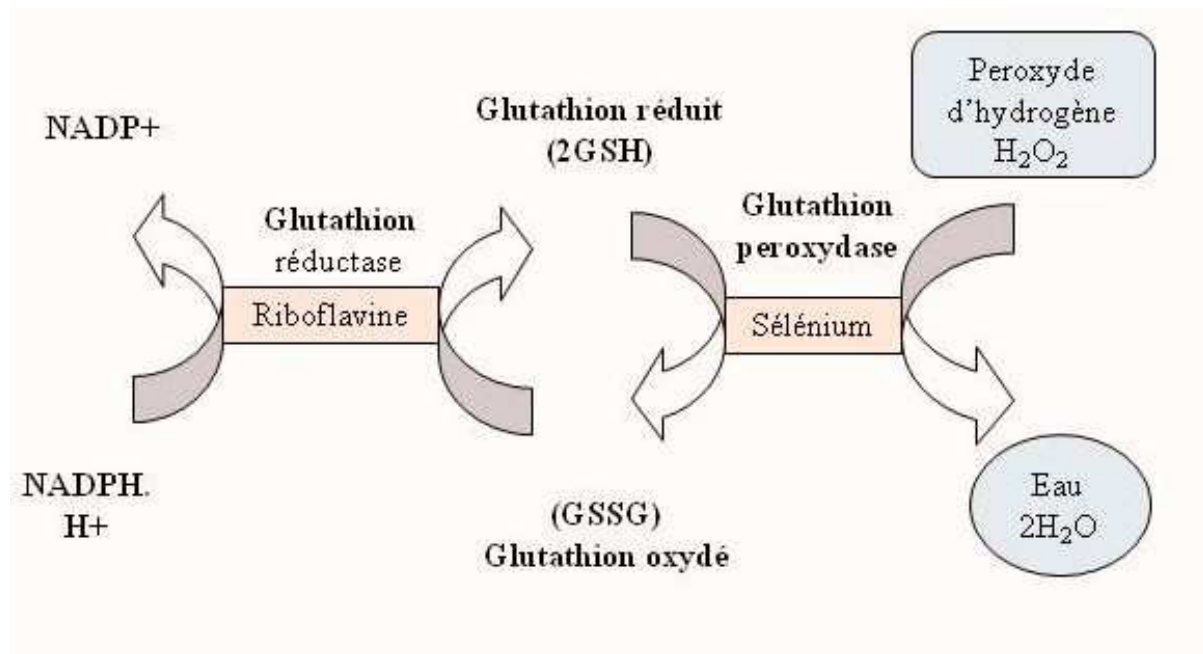 NADP+
Glutathion réduit
(2GSH)
Peroxyde
d'hydrogène
H₂O₂
Glutathion
réductase
Riboflavine
Glutathion
peroxydase
Sélénium
NADPH.
H+
(GSSG)
Glutathion oxydé
Eau
2H₂O